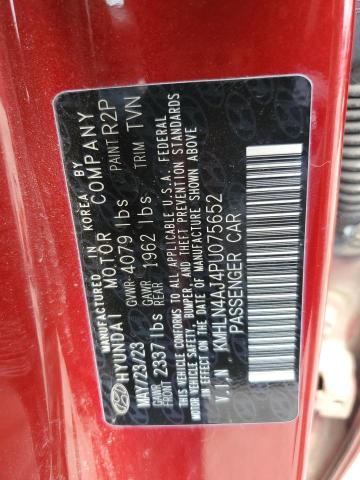 MANUFACTURED IN KOREA BY
HYUNDAI MOTOR COMPANY
MAY/23/23 GVWR 4079 lbs PAINT R2P
GAWR FRONT 2337 lbs GAWR REAR 1962 lbs TRIM TVN
THIS VEHICLE CONFORMS TO ALL APPLICABLE U.S.A. FEDERAL
MOTOR VEHICLE SAFETY, BUMPER, AND THEFT PREVENTION
STANDARDS IN EFFECT ON THE DATE OF MANUFACTURE SHOWN ABOVE
V.I.N. KMHLN4AJ4PU075652
PASSENGER CAR